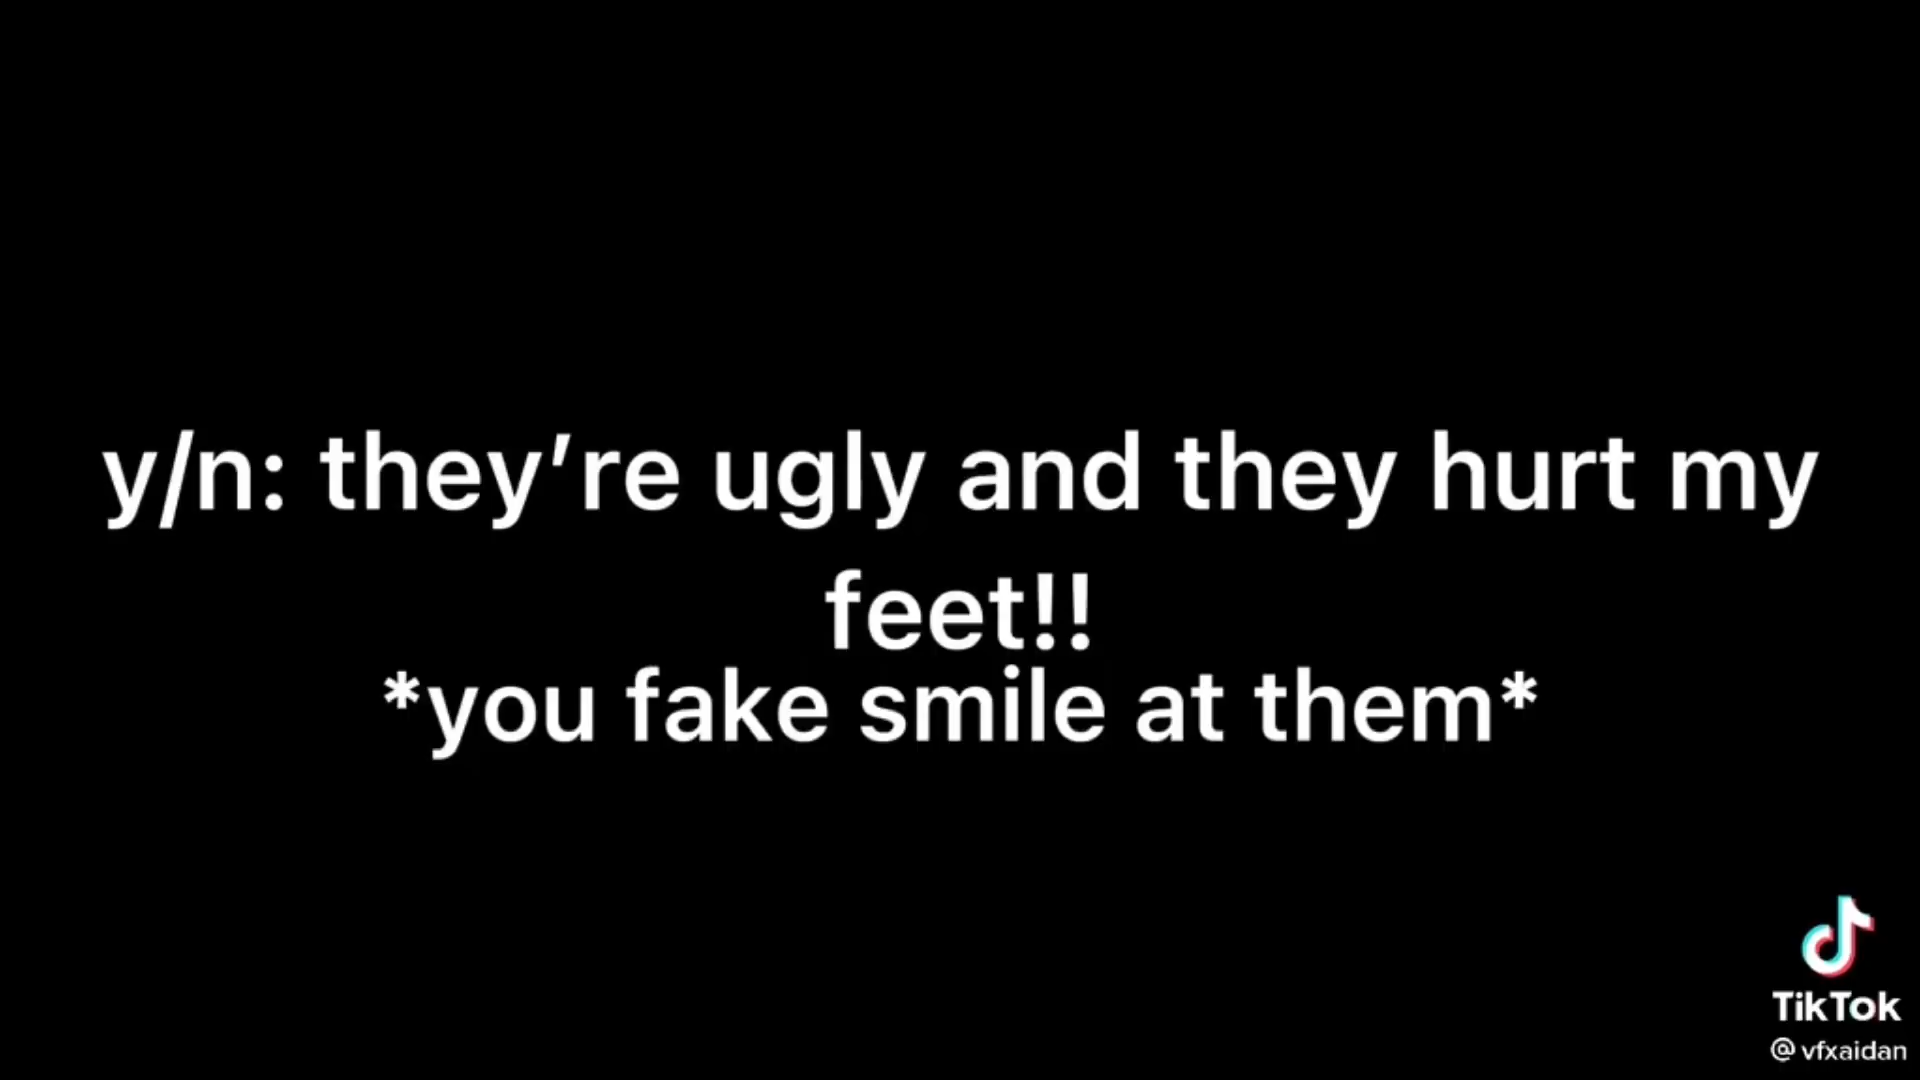 y/n: they’re ugly and they hurt my
feet!!
*you fake smile at them*
TikTok
@vfxaidan